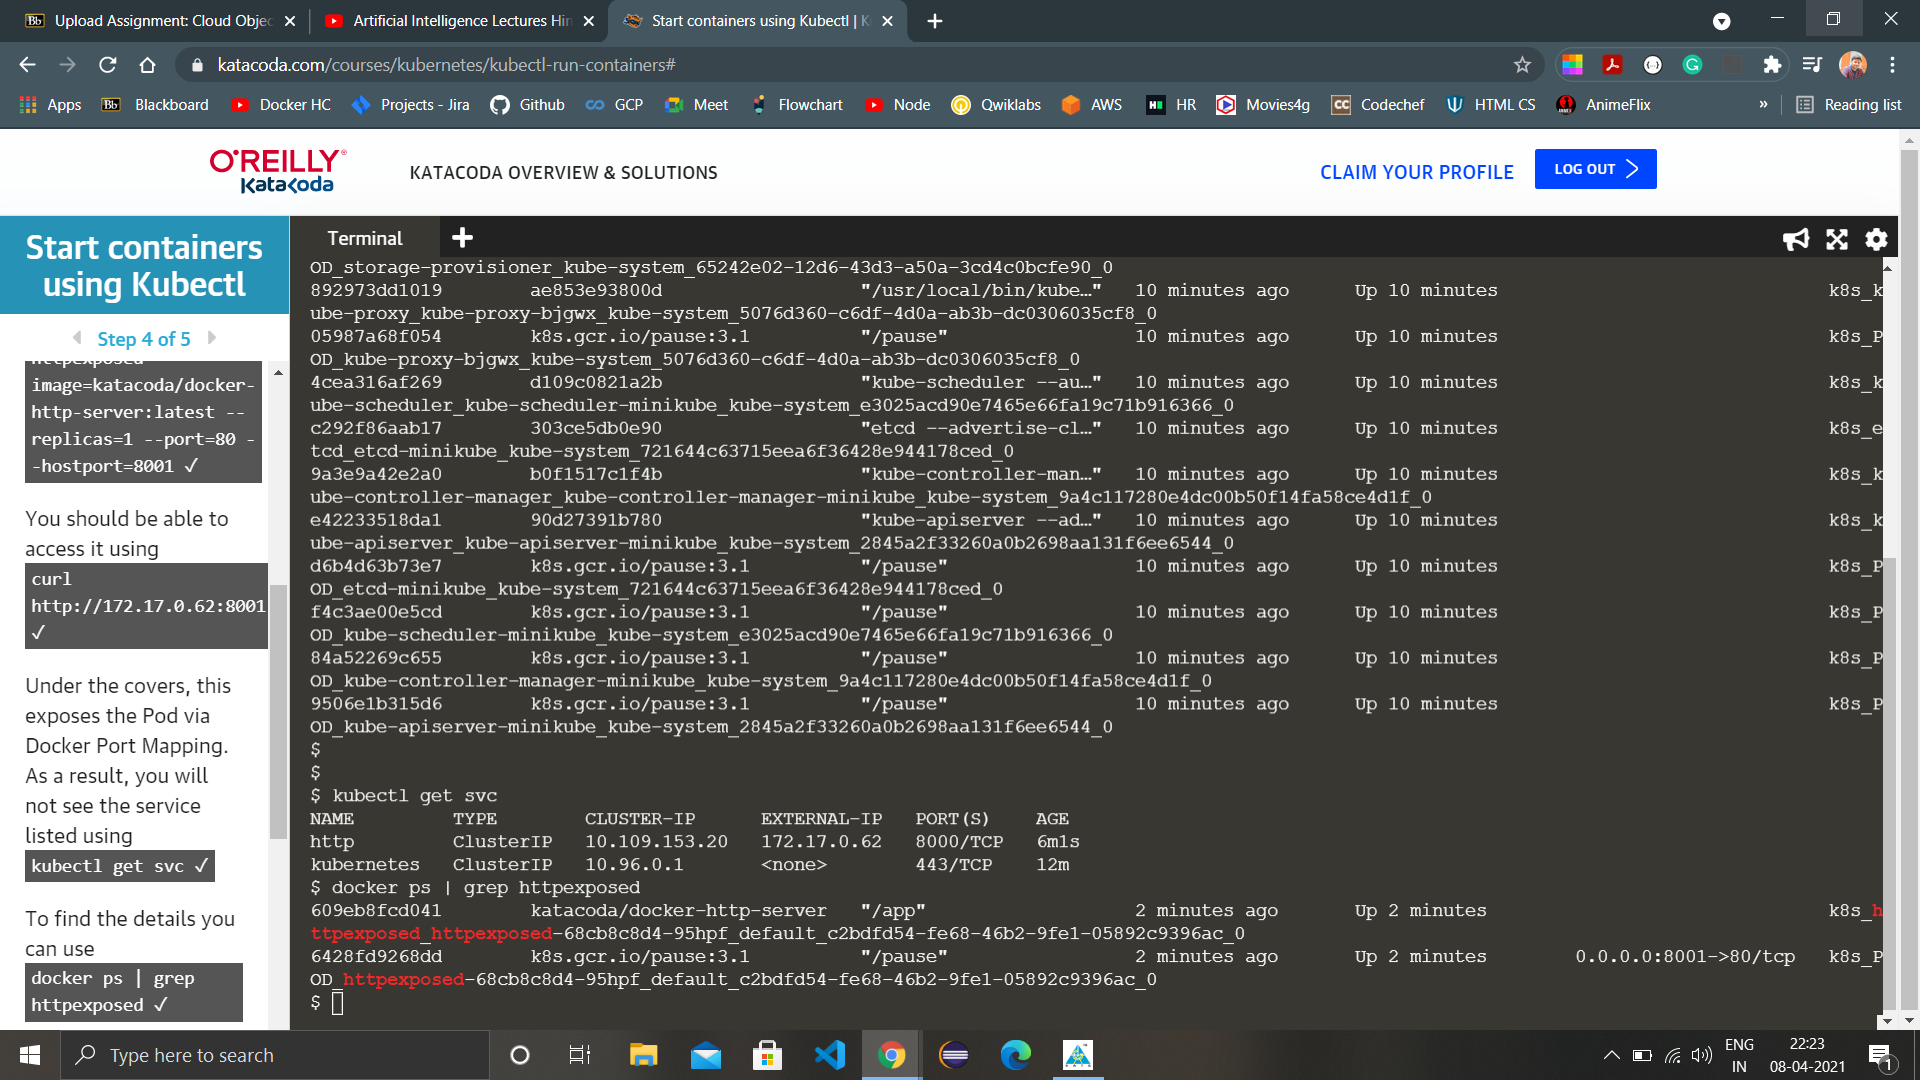 Upload Assignment: Cloud Objec
Artificial Intelligence Lectures Hin
Start containers using Kubectl | K
katacoda.com/courses/kubernetes/kubectl-run-containers#
Apps Blackboard Docker HC Projects - Jira Github GCP Meet Flowchart Node Qwiklabs AWS HR Movies4g Codechef HTML CS AnimeFlix » Reading list
O'REILLY®
Katacoda
KATACODA OVERVIEW & SOLUTIONS
CLAIM YOUR PROFILE
LOG OUT
Start containers
using Kubectl
Step 4 of 5
httpexposed
image=katacoda/docker-
http-server:latest --
replicas=1 --port=80 -
-hostport=8001 ✓
You should be able to
access it using
curl
http://172.17.0.62:8001
✓
Under the covers, this
exposes the Pod via
Docker Port Mapping.
As a result, you will
not see the service
listed using
kubectl get svc ✓
To find the details you
can use
docker ps | grep
httpexposed ✓
Terminal
OD_storage-provisioner_kube-system_65242e02-12d6-43d3-a50a-3cd4c0bcfe90_0
892973dd1019 ae853e93800d "/usr/local/bin/kube…" 10 minutes ago Up 10 minutes k8s_k
ube-proxy_kube-proxy-bjgwx_kube-system_5076d360-c6df-4d0a-ab3b-dc0306035cf8_0
05987a68f054 k8s.gcr.io/pause:3.1 "/pause" 10 minutes ago Up 10 minutes k8s_P
OD_kube-proxy-bjgwx_kube-system_5076d360-c6df-4d0a-ab3b-dc0306035cf8_0
4cea316af269 d109c0821a2b "kube-scheduler --au…" 10 minutes ago Up 10 minutes k8s_k
ube-scheduler_kube-scheduler-minikube_kube-system_e3025acd90e7465e66fa19c71b916366_0
c292f86aab17 303ce5db0e90 "etcd --advertise-cl…" 10 minutes ago Up 10 minutes k8s_e
tcd_etcd-minikube_kube-system_721644c63715eea6f36428e944178ced_0
9a3e9a42e2a0 b0f1517c1f4b "kube-controller-man…" 10 minutes ago Up 10 minutes k8s_k
ube-controller-manager_kube-controller-manager-minikube_kube-system_9a4c117280e4dc00b50f14fa58ce4d1f_0
e42233518da1 90d27391b780 "kube-apiserver --ad…" 10 minutes ago Up 10 minutes k8s_k
ube-apiserver_kube-apiserver-minikube_kube-system_2845a2f33260a0b2698aa131f6ee6544_0
d6b4d63b73e7 k8s.gcr.io/pause:3.1 "/pause" 10 minutes ago Up 10 minutes k8s_P
OD_etcd-minikube_kube-system_721644c63715eea6f36428e944178ced_0
f4c3ae00e5cd k8s.gcr.io/pause:3.1 "/pause" 10 minutes ago Up 10 minutes k8s_P
OD_kube-scheduler-minikube_kube-system_e3025acd90e7465e66fa19c71b916366_0
84a52269c655 k8s.gcr.io/pause:3.1 "/pause" 10 minutes ago Up 10 minutes k8s_P
OD_kube-controller-manager-minikube_kube-system_9a4c117280e4dc00b50f14fa58ce4d1f_0
9506e1b315d6 k8s.gcr.io/pause:3.1 "/pause" 10 minutes ago Up 10 minutes k8s_P
OD_kube-apiserver-minikube_kube-system_2845a2f33260a0b2698aa131f6ee6544_0
$
$
$ kubectl get svc
NAME TYPE CLUSTER-IP EXTERNAL-IP PORT(S) AGE
http ClusterIP 10.109.153.20 172.17.0.62 8000/TCP 6m1s
kubernetes ClusterIP 10.96.0.1 <none> 443/TCP 12m
$ docker ps | grep httpexposed
609eb8fcd041 katacoda/docker-http-server "/app" 2 minutes ago Up 2 minutes k8s_h
ttpexposed_httpexposed-68cb8c8d4-95hpf_default_c2bdfd54-fe68-46b2-9fe1-05892c9396ac_0
6428fd9268dd k8s.gcr.io/pause:3.1 "/pause" 2 minutes ago Up 2 minutes 0.0.0.0:8001->80/tcp k8s_P
OD_httpexposed-68cb8c8d4-95hpf_default_c2bdfd54-fe68-46b2-9fe1-05892c9396ac_0
$
Type here to search
ENG
IN
22:23
08-04-2021
1